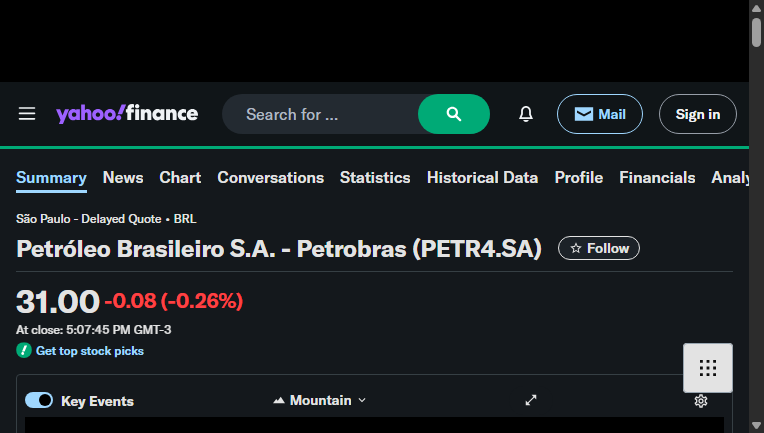 yahoo!finance Search for ... Mail Sign in
Summary News Chart Conversations Statistics Historical Data Profile Financials
São Paulo - Delayed Quote • BRL
Petróleo Brasileiro S.A. - Petrobras (PETR4.SA) Follow
31.00 -0.08 (-0.26%)
At close: 5:07:45 PM GMT-3
Get top stock picks
Key Events Mountain